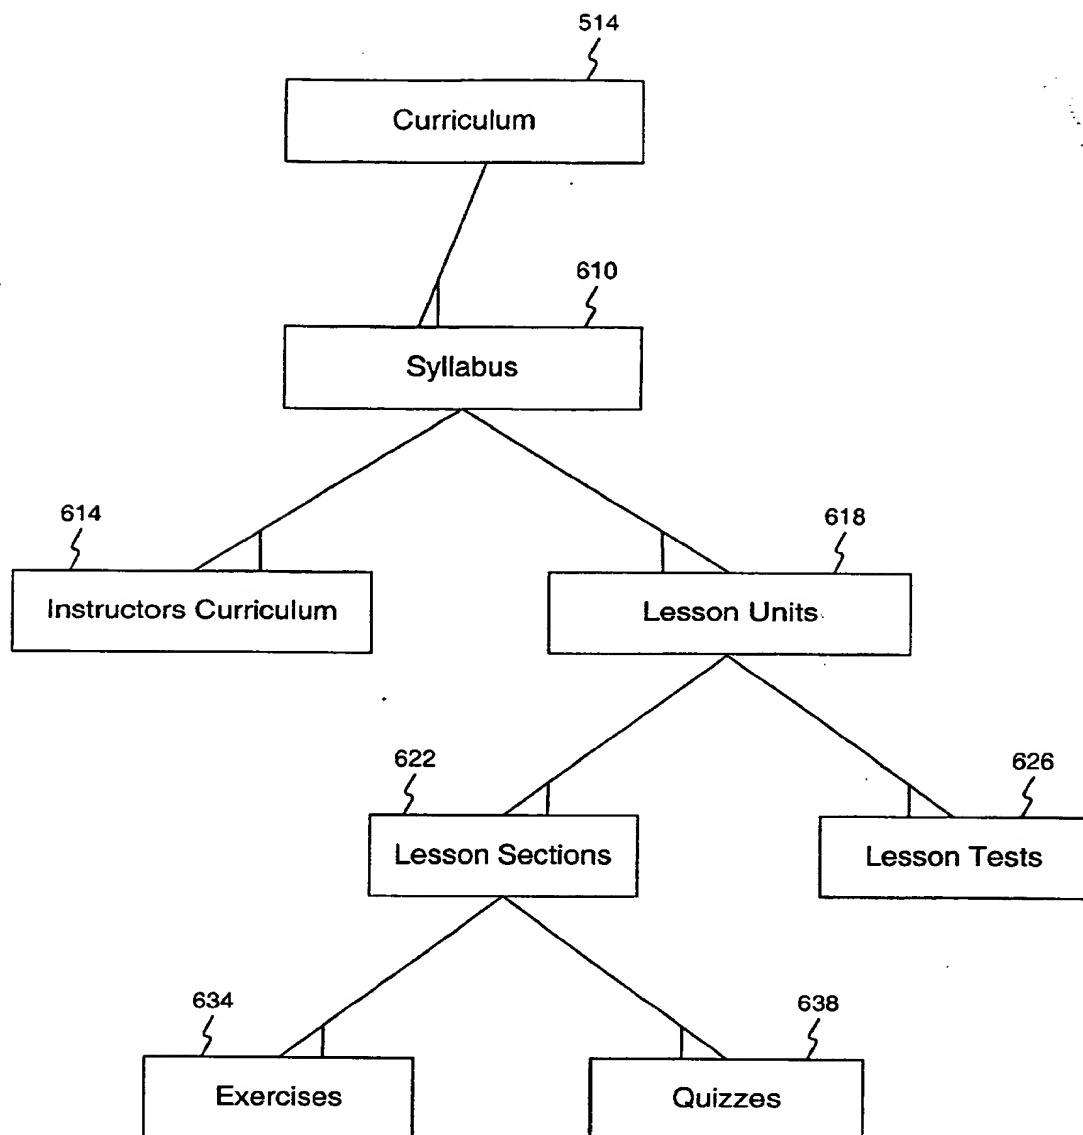 514
Curriculum
610
Syllabus
614
618
Instructors Curriculum
Lesson Units
622
626
Lesson Sections
Lesson Tests
634
638
Exercises
Quizzes